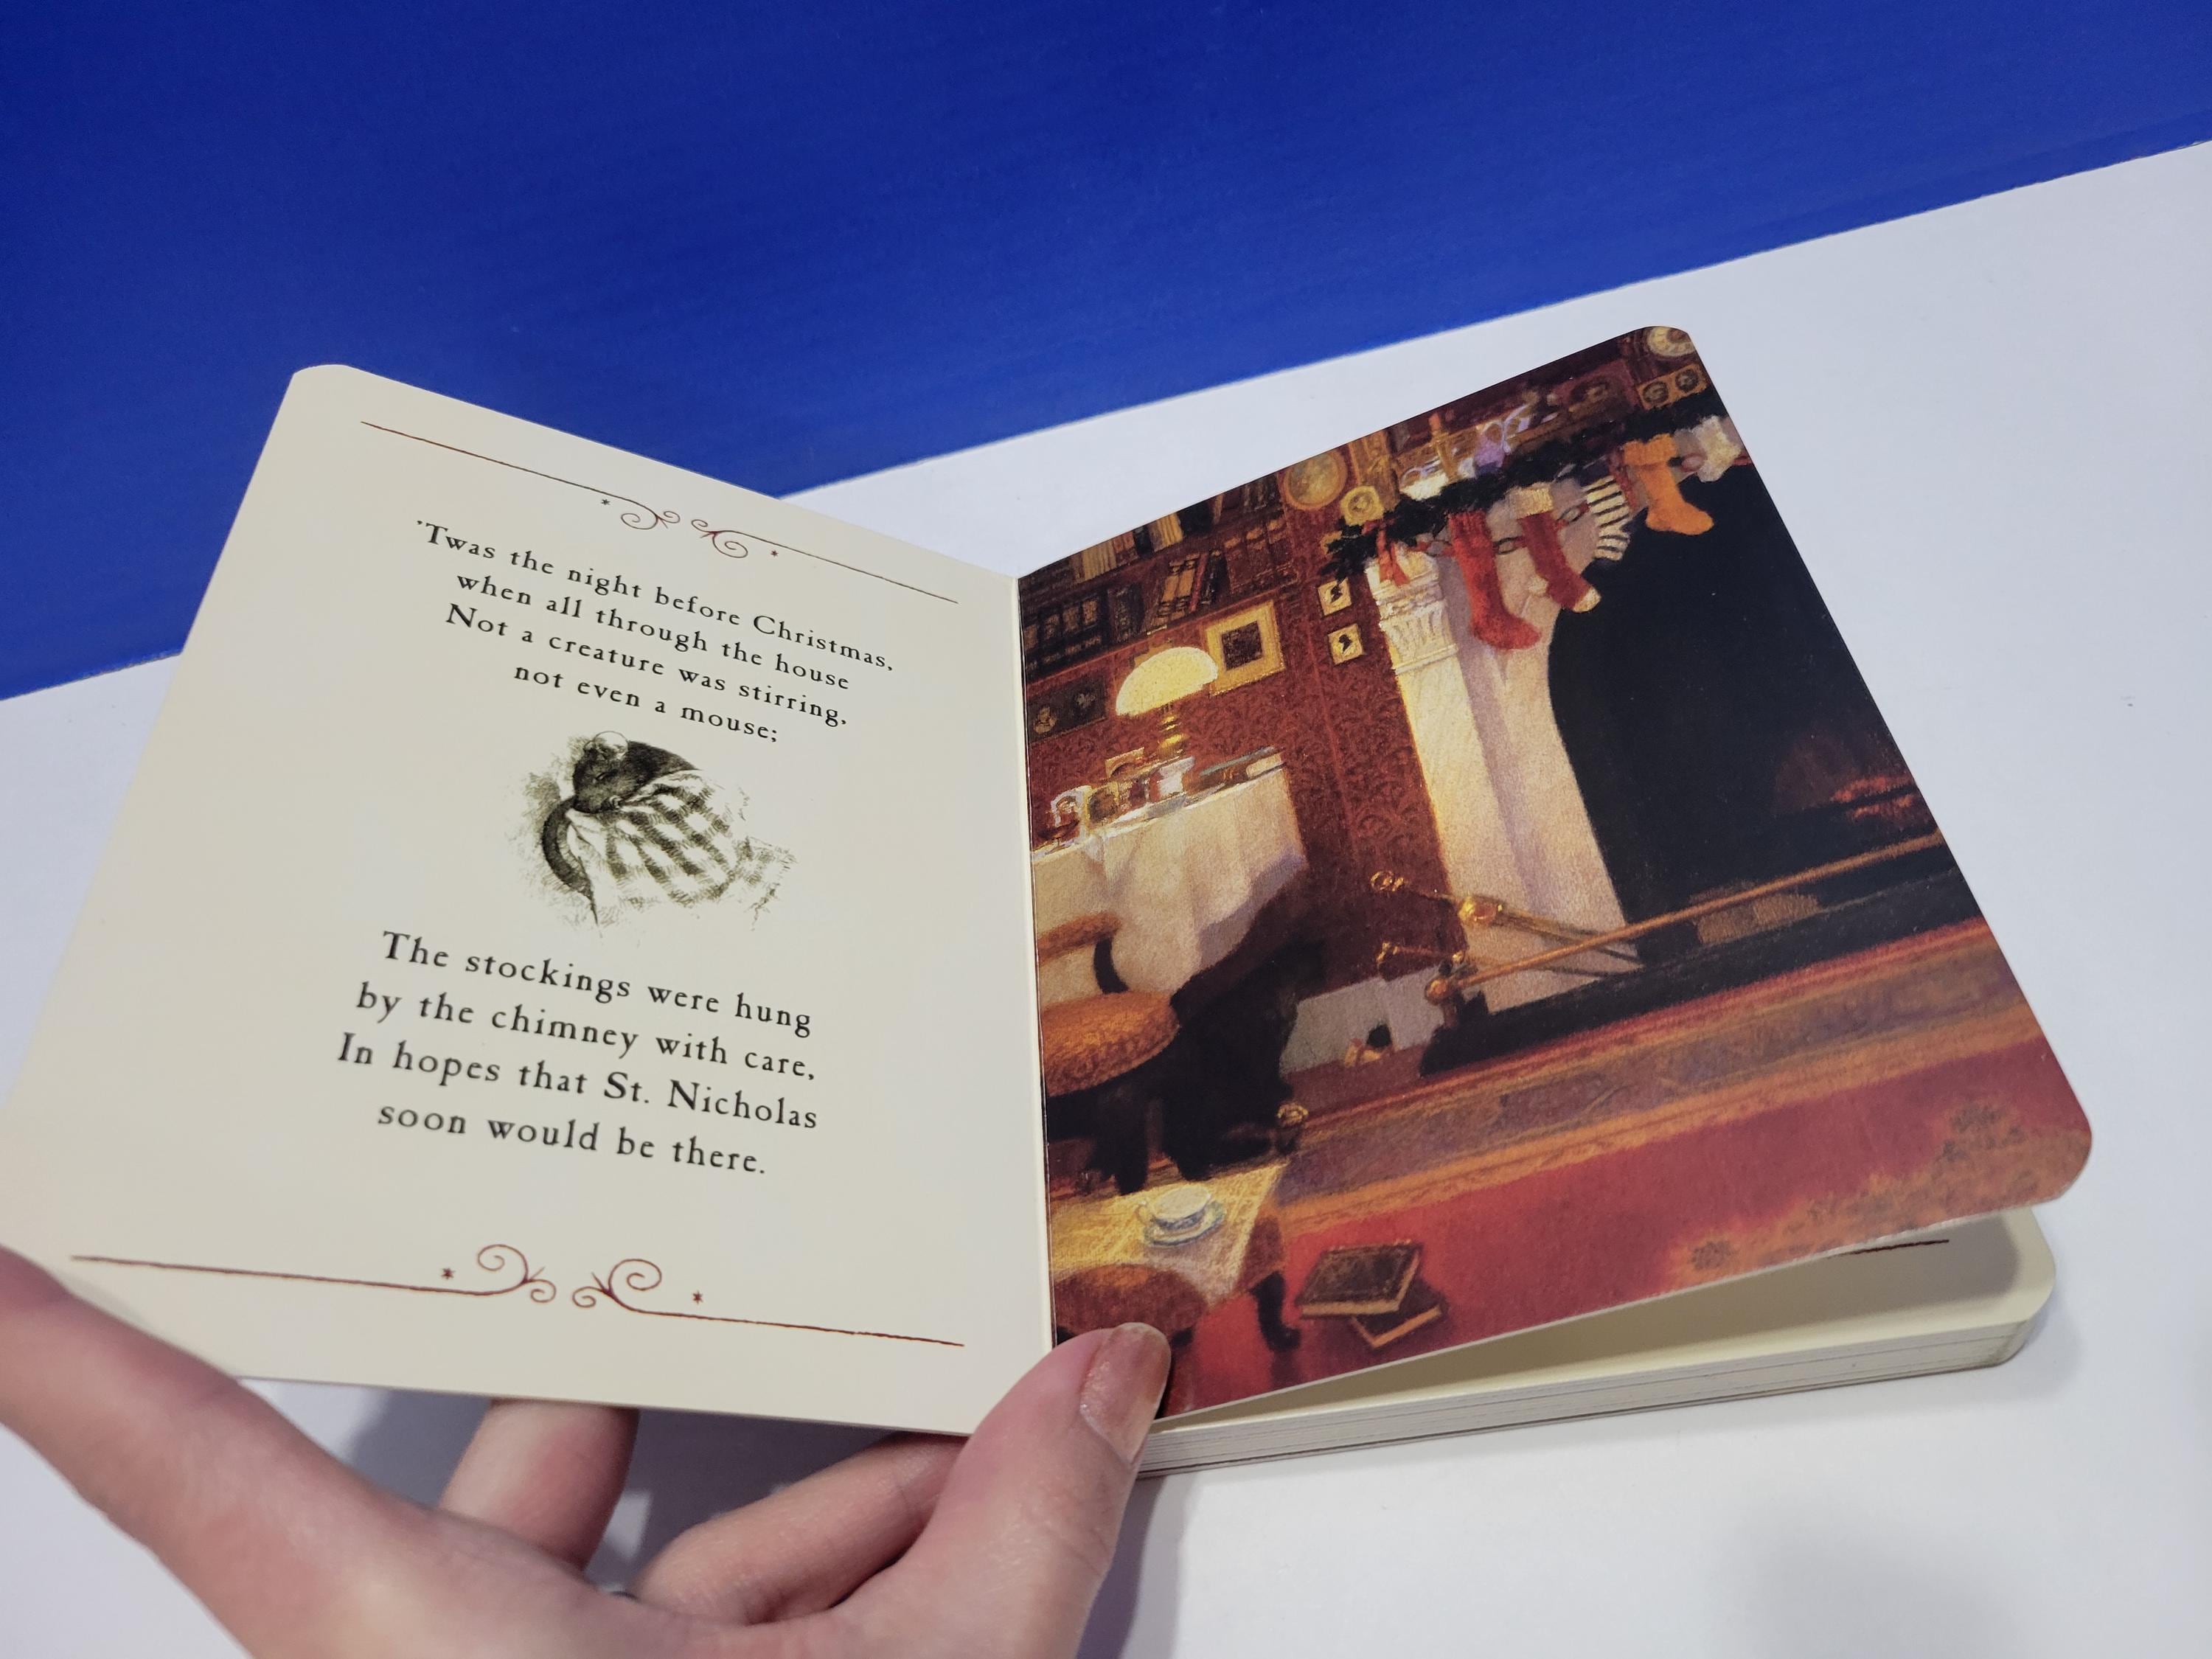 ’Twas the night before Christmas,
when all through the house
Not a creature was stirring,
not even a mouse;
The stockings were hung
by the chimney with care,
In hopes that St. Nicholas
soon would be there.